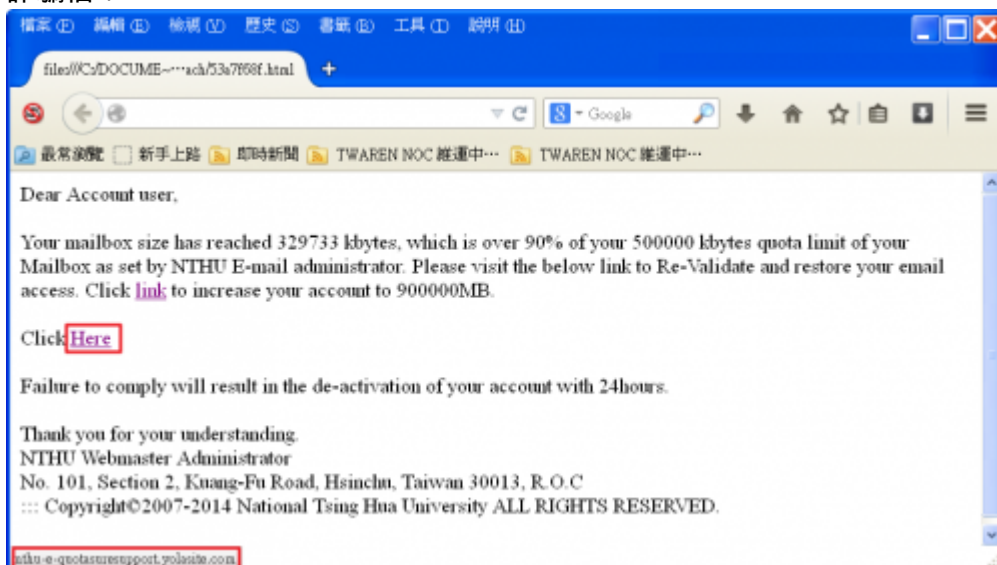 檔案(F) 編輯(E) 檢視(V) 歷史(S) 書籤(B) 工具(T) 說明(H)
files///C:/DOCUME~···ach/53a7f68f.html +
Google
最常瀏覽 新手上路 即時新聞 TWAREN NOC 維運中··· TWAREN NOC 維運中···
Dear Account user,
Your mailbox size has reached 329733 kbytes, which is over 90% of your 500000 kbytes quota limit of your
Mailbox as set by NTHU E-mail administrator. Please visit the below link to Re-Validate and restore your email
access. Click link to increase your account to 900000MB.
Click Here
Failure to comply will result in the de-activation of your account with 24hours.
Thank you for your understanding.
NTHU Webmaster Administrator
No. 101, Section 2, Kuang-Fu Road, Hsinchu, Taiwan 30013, R.O.C
::: Copyright©2007-2014 National Tsing Hua University ALL RIGHTS RESERVED.
nthu-e-quotasuresupport.yolasite.com